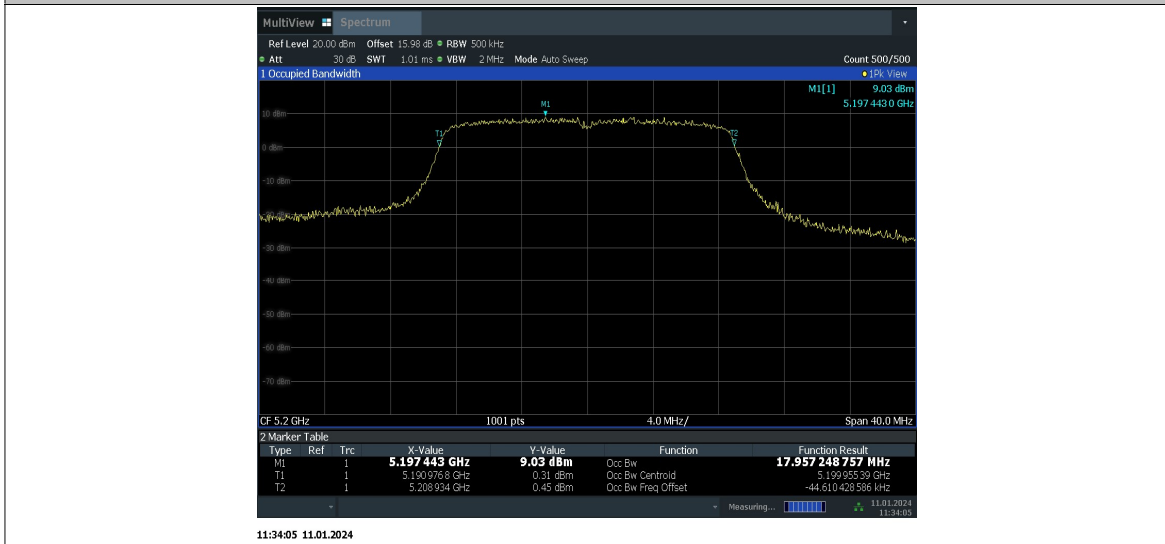 MultiView Spectrum
Ref Level 20.00 dBm Offset 15.98 dB RBW 500 kHz
Att 30 dB SWT 1.01 ms VBW 2 MHz Mode Auto Sweep Count 500/500
1 Occupied Bandwidth 1Pk View
M1[1] 9.03 dBm
5.197 443 0 GHz
M1
10 dBm
T1 T2
0 dBm
-10 dBm
-20 dBm
-30 dBm
-40 dBm
-50 dBm
-60 dBm
-70 dBm
CF 5.2 GHz 1001 pts 4.0 MHz/ Span 40.0 MHz
2 Marker Table
Type Ref Trc X-Value Y-Value Function Function Result
M1 1 5.197 443 GHz 9.03 dBm Occ Bw 17.957 248 757 MHz
T1 1 5.190 976 8 GHz 0.31 dBm Occ Bw Centroid 5.199 955 39 GHz
T2 1 5.208 934 GHz 0.45 dBm Occ Bw Freq Offset -44.610 428 586 kHz
Measuring... 11.01.2024
11:34:05
11:34:05 11.01.2024